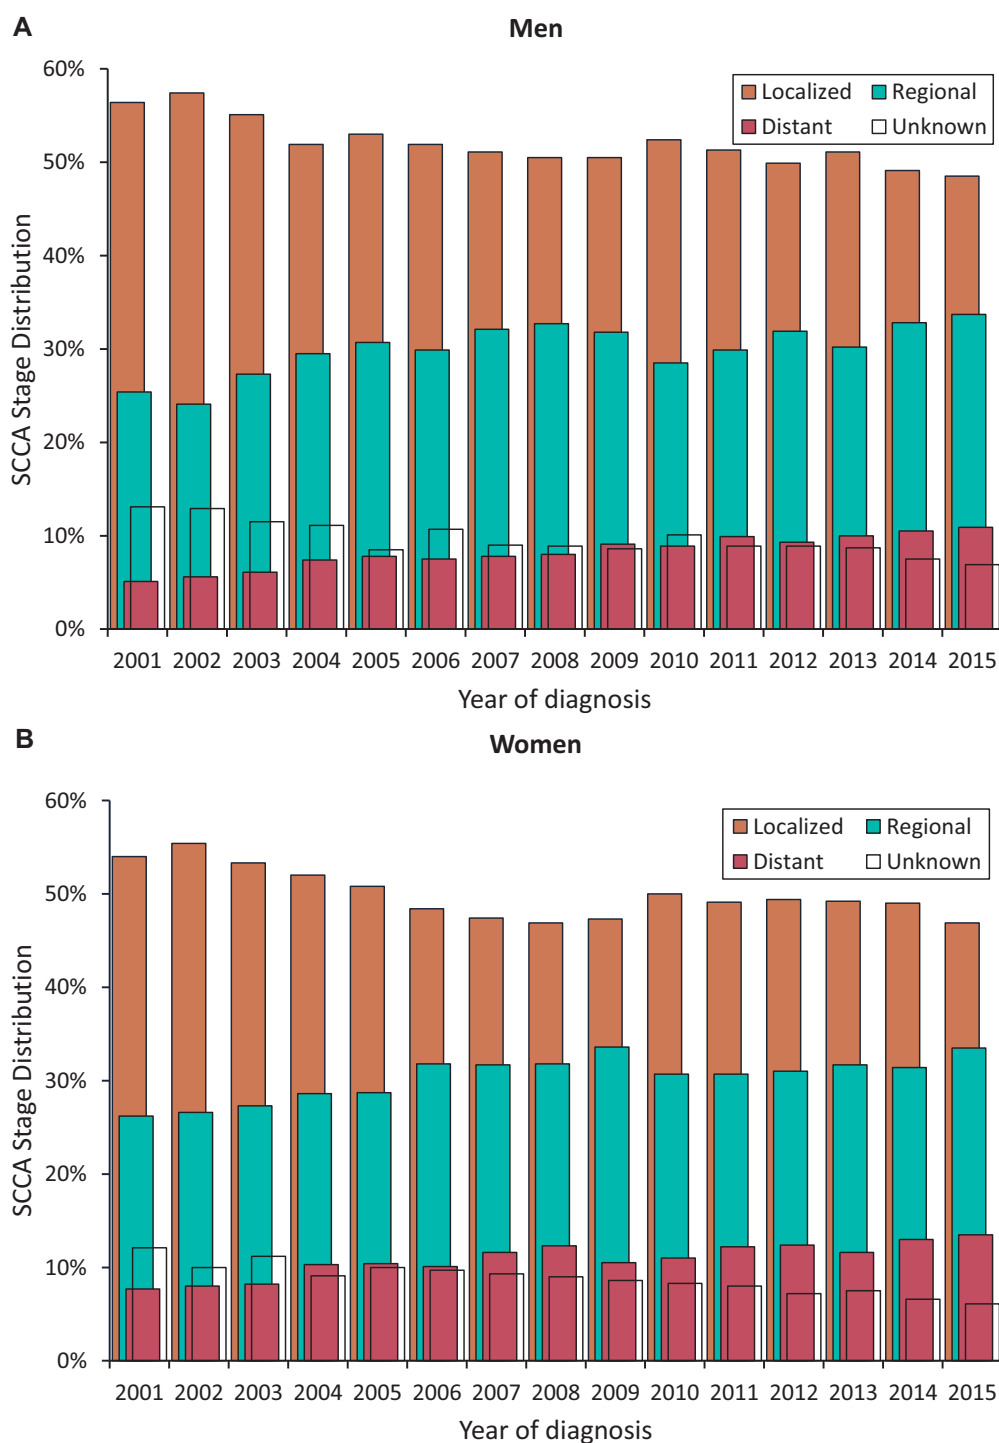 A
Men
60%
50%
40%
30%
20%
10%
0%
SCCA Stage Distribution
Localized Regional
Distant Unknown
2001 2002 2003 2004 2005 2006 2007 2008 2009 2010 2011 2012 2013 2014 2015
Year of diagnosis
B
Women
60%
50%
40%
30%
20%
10%
0%
SCCA Stage Distribution
Localized Regional
Distant Unknown
2001 2002 2003 2004 2005 2006 2007 2008 2009 2010 2011 2012 2013 2014 2015
Year of diagnosis